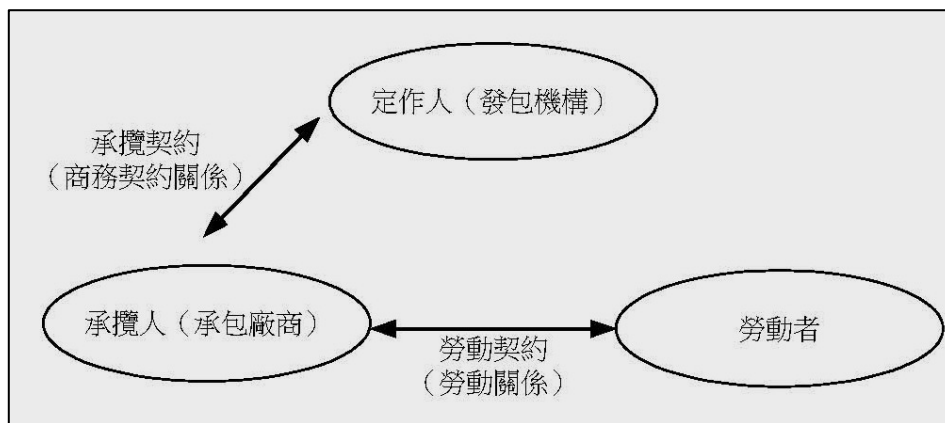 定作人（發包機構）
承攬契約
（商務契約關係）
承攬人（承包廠商）
勞動者
勞動契約
（勞動關係）